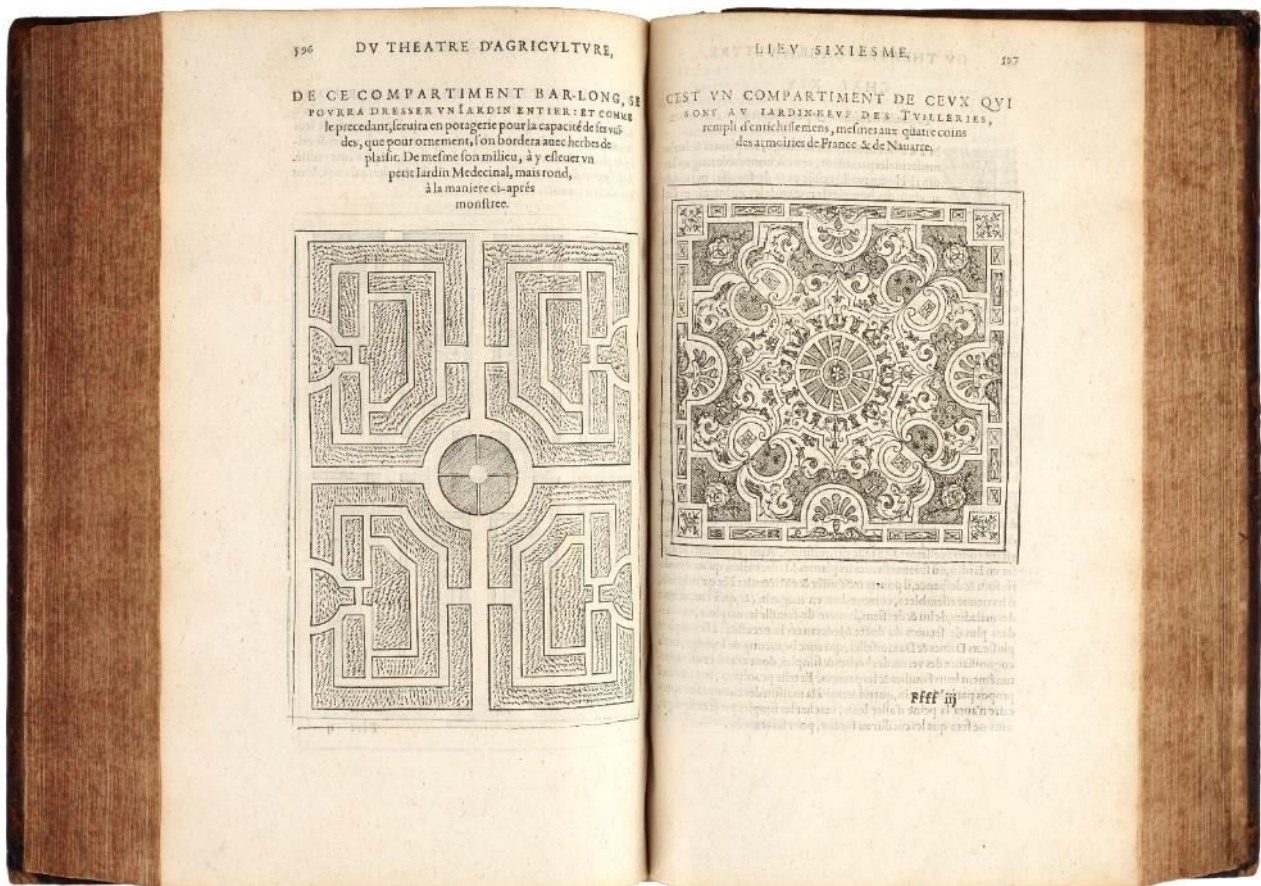 596 DV THEATRE D'AGRICVLTVRE,
DE CE COMPARTIMENT BAR-LONG, SE
POVRRA DRESSER VN IARDIN ENTIER: ET COMME
le precedant, seruira en potagerie pour la capacité de ses vui-
des, que pour ornement, l'on bordera auec herbes de
plaisir. De mesme son milieu, à y esleuer vn
petit Iardin Medecinal, mais rond,
à la maniere ci-aprés
monstree.
LIEV SIXIESME. 597
C'EST VN COMPARTIMENT DE CEVX QVI
SONT AV IARDIN-NEVF DES TVILLERIES,
rempli d'enrichissemens, mesmes aux quatre coins
des armoiries de France & de Nauarre.
Ffff iij